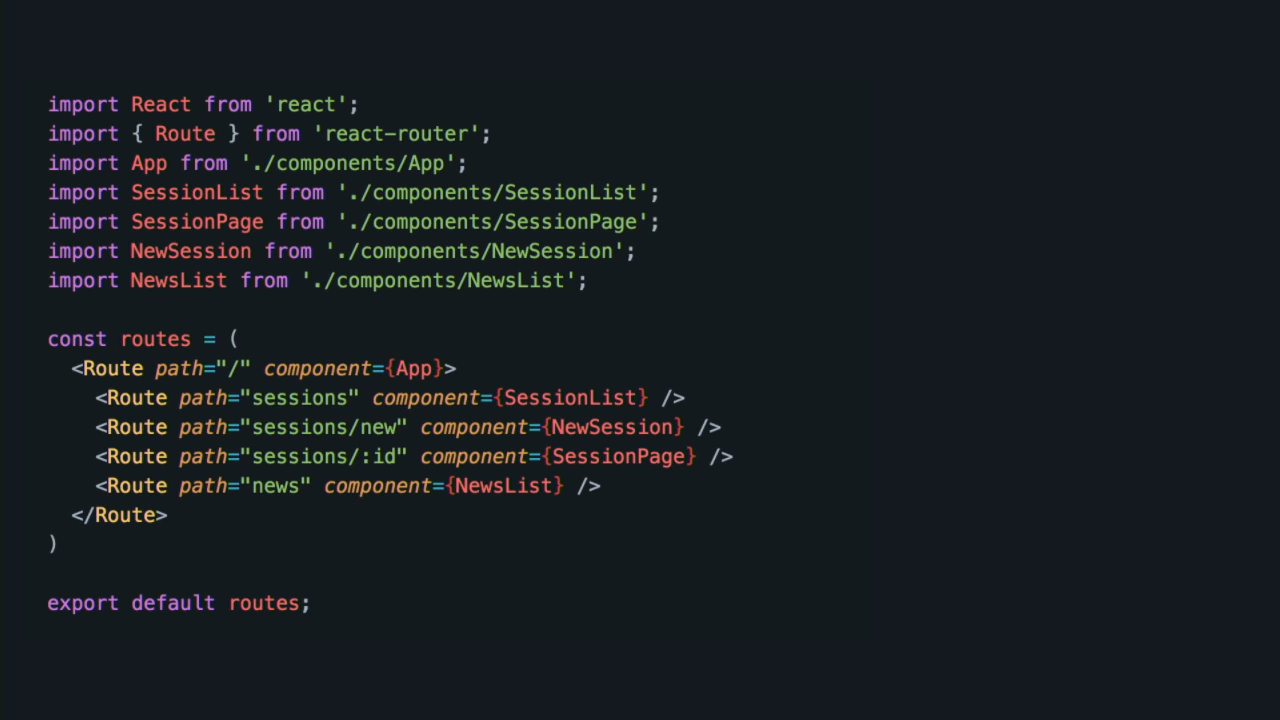 import React from 'react';
import { Route } from 'react-router';
import App from './components/App';
import SessionList from './components/SessionList';
import SessionPage from './components/SessionPage';
import NewSession from './components/NewSession';
import NewsList from './components/NewsList';

const routes = (
  <Route path="/" component={App}>
    <Route path="sessions" component={SessionList} />
    <Route path="sessions/new" component={NewSession} />
    <Route path="sessions/:id" component={SessionPage} />
    <Route path="news" component={NewsList} />
  </Route>
)

export default routes;